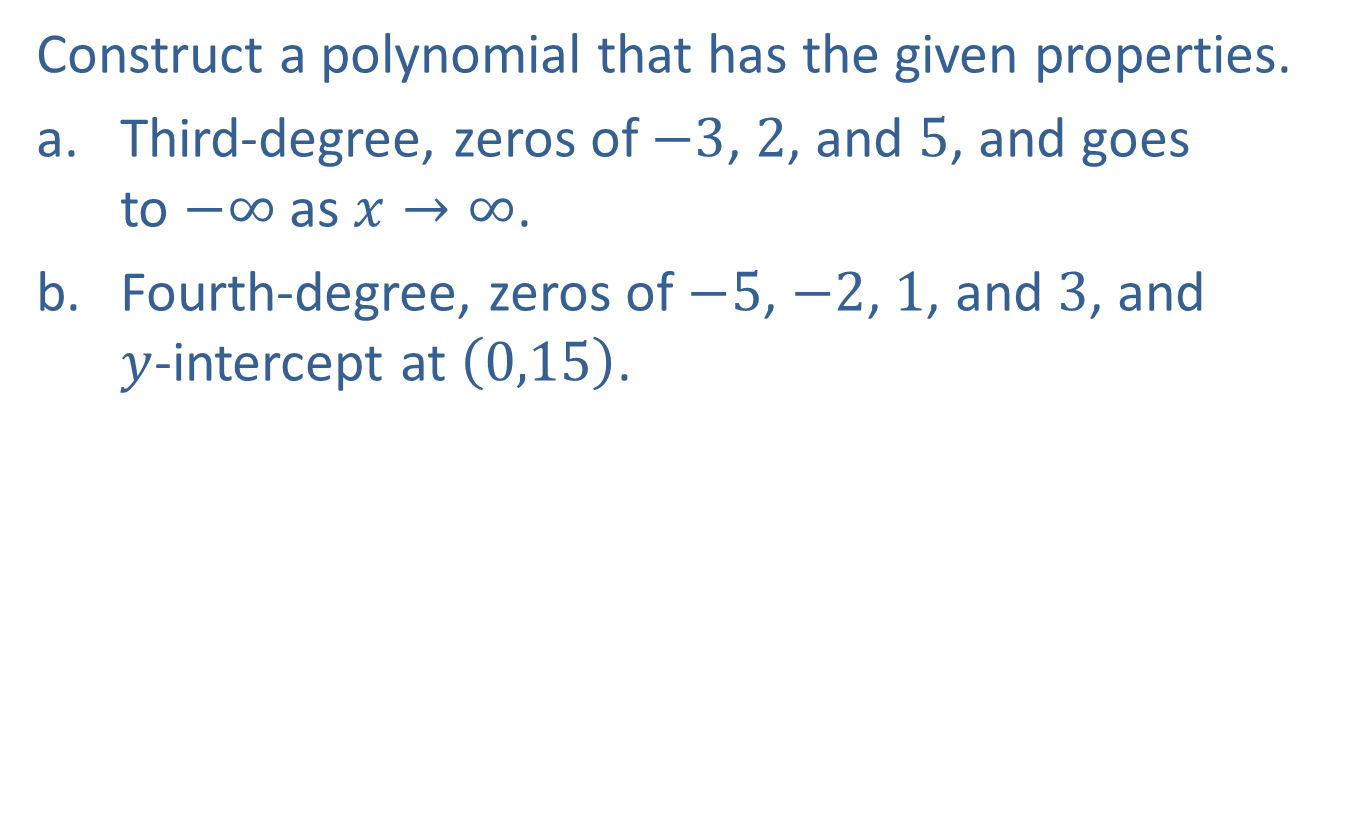 Construct a polynomial that has the given properties.
a. Third-degree, zeros of −3, 2, and 5, and goes
to −∞ as x → ∞.
b. Fourth-degree, zeros of −5, −2, 1, and 3, and
y-intercept at (0,15).